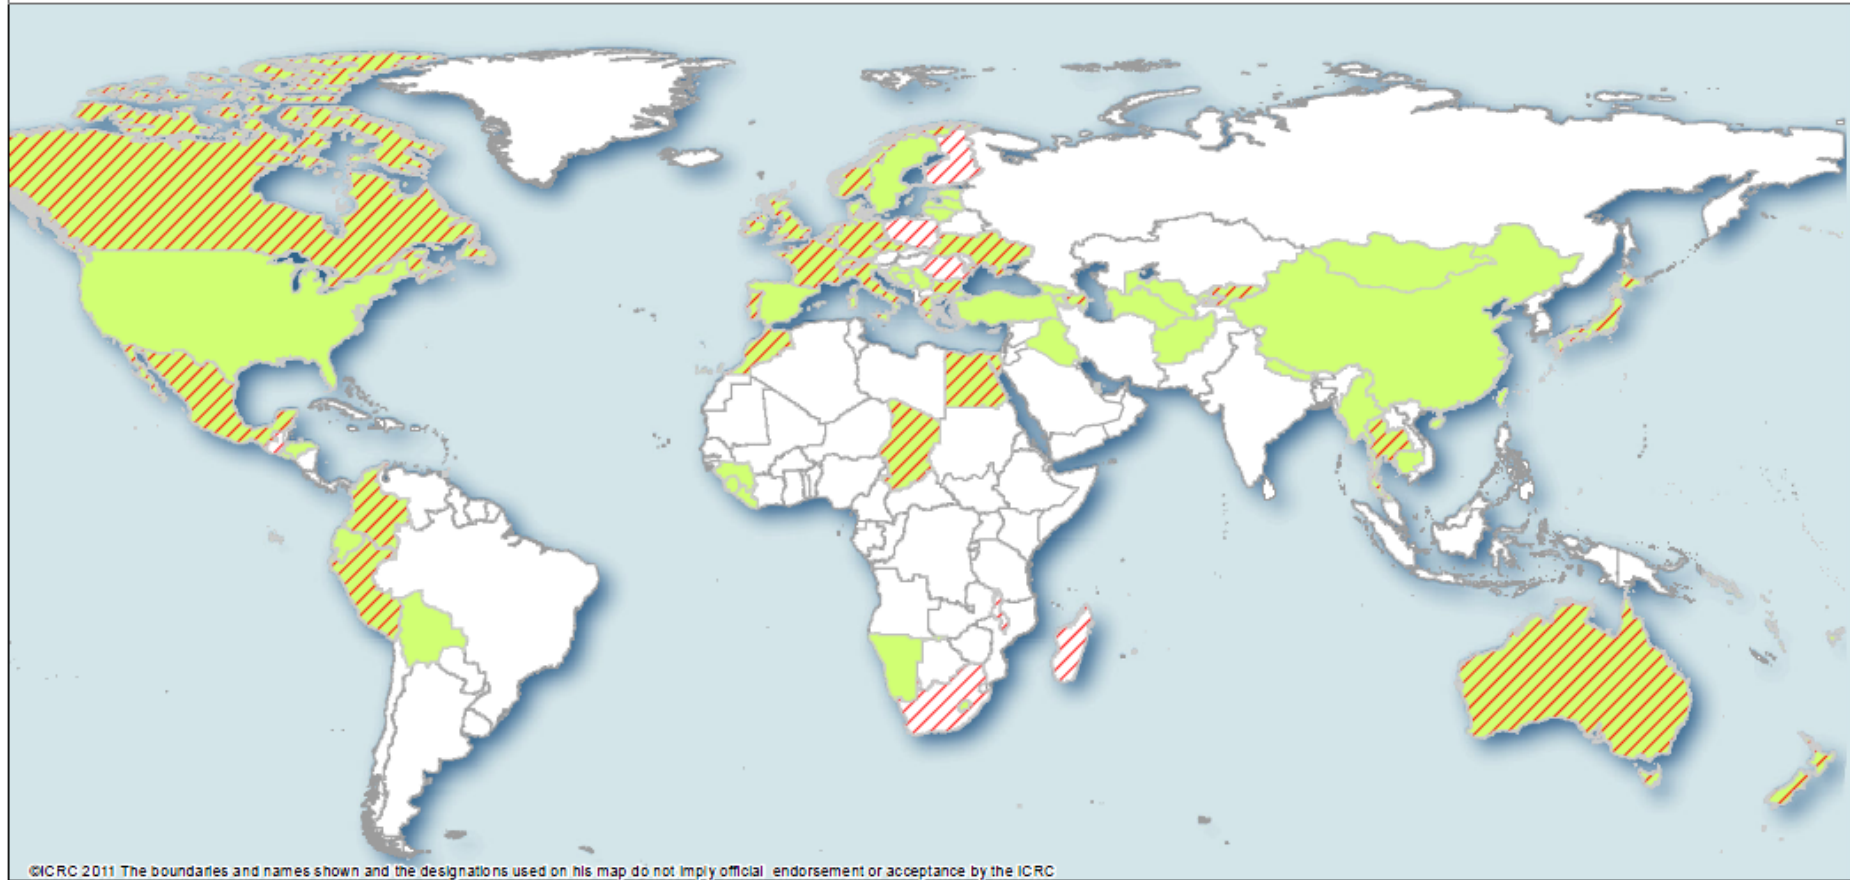 ©ICRC 2011 The boundaries and names shown and the designations used on his map do not imply official endorsement or acceptance by the ICRC